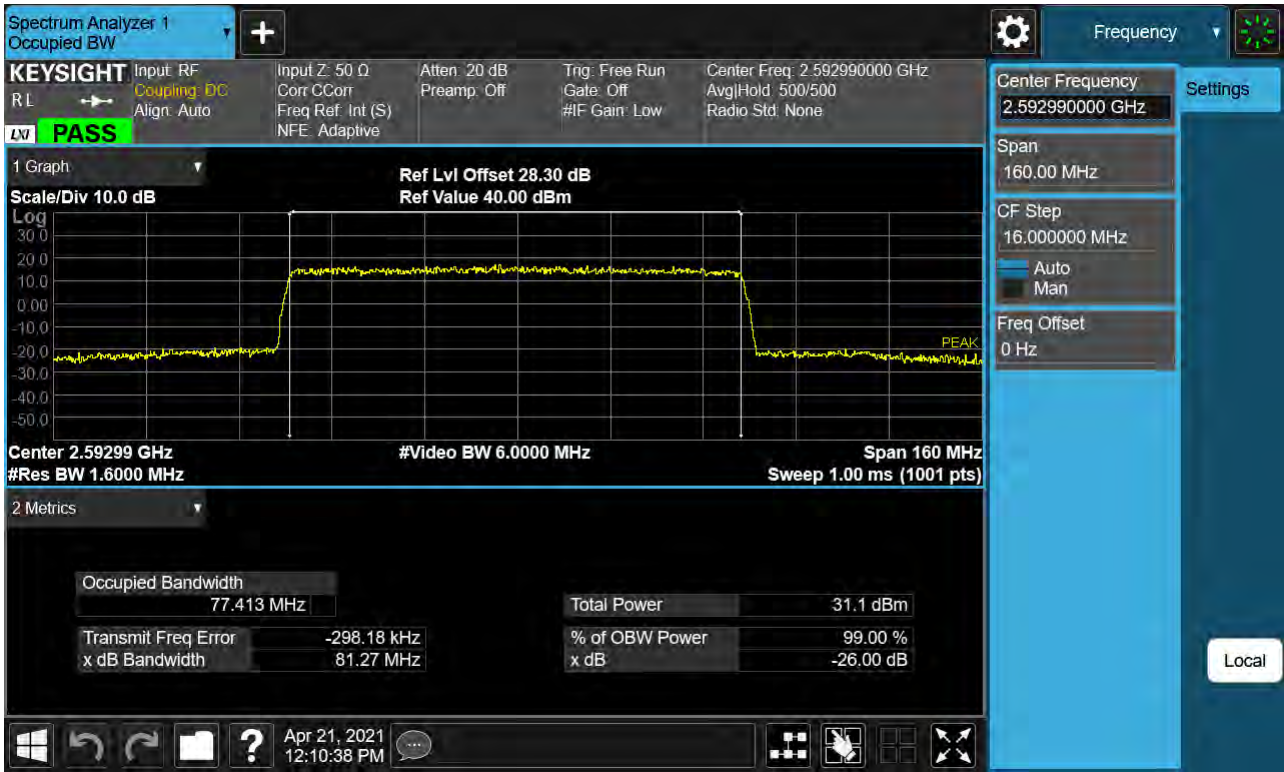 Spectrum Analyzer 1
Occupied BW
+
Frequency
KEYSIGHT
RL
LXI
PASS
Input: RF
Coupling: DC
Align: Auto
Input Z: 50 Ω
Corr CCorr
Freq Ref: Int (S)
NFE: Adaptive
Atten: 20 dB
Preamp: Off
Trig: Free Run
Gate: Off
#IF Gain: Low
Center Freq: 2.592990000 GHz
Avg|Hold: 500/500
Radio Std: None
Center Frequency
2.592990000 GHz
Settings
Span
160.00 MHz
CF Step
16.000000 MHz
Auto
Man
Freq Offset
0 Hz
1 Graph
Scale/Div 10.0 dB
Ref Lvl Offset 28.30 dB
Ref Value 40.00 dBm
Log
30.0
20.0
10.0
0.00
-10.0
-20.0
-30.0
-40.0
-50.0
PEAK
Center 2.59299 GHz
#Video BW 6.0000 MHz
Span 160 MHz
#Res BW 1.6000 MHz
Sweep 1.00 ms (1001 pts)
2 Metrics
Occupied Bandwidth
77.413 MHz
Total Power 31.1 dBm
Transmit Freq Error -298.18 kHz
% of OBW Power 99.00 %
x dB Bandwidth 81.27 MHz
x dB -26.00 dB
Local
?
Apr 21, 2021
12:10:38 PM